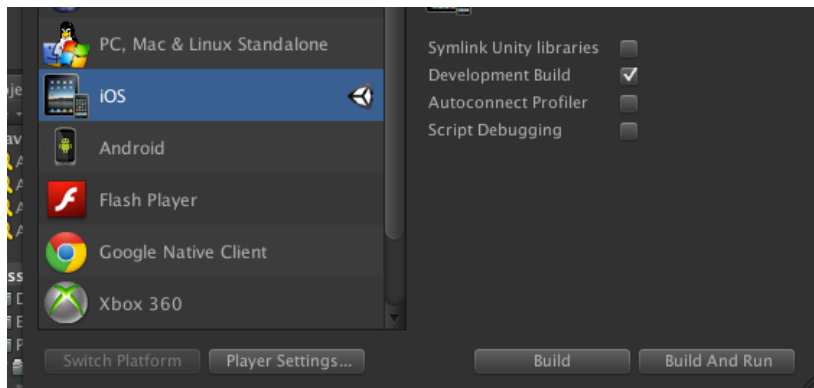 PC, Mac & Linux Standalone
iOS
Android
Flash Player
Google Native Client
Xbox 360
Symlink Unity libraries
Development Build
Autoconnect Profiler
Script Debugging
Switch Platform
Player Settings...
Build
Build And Run